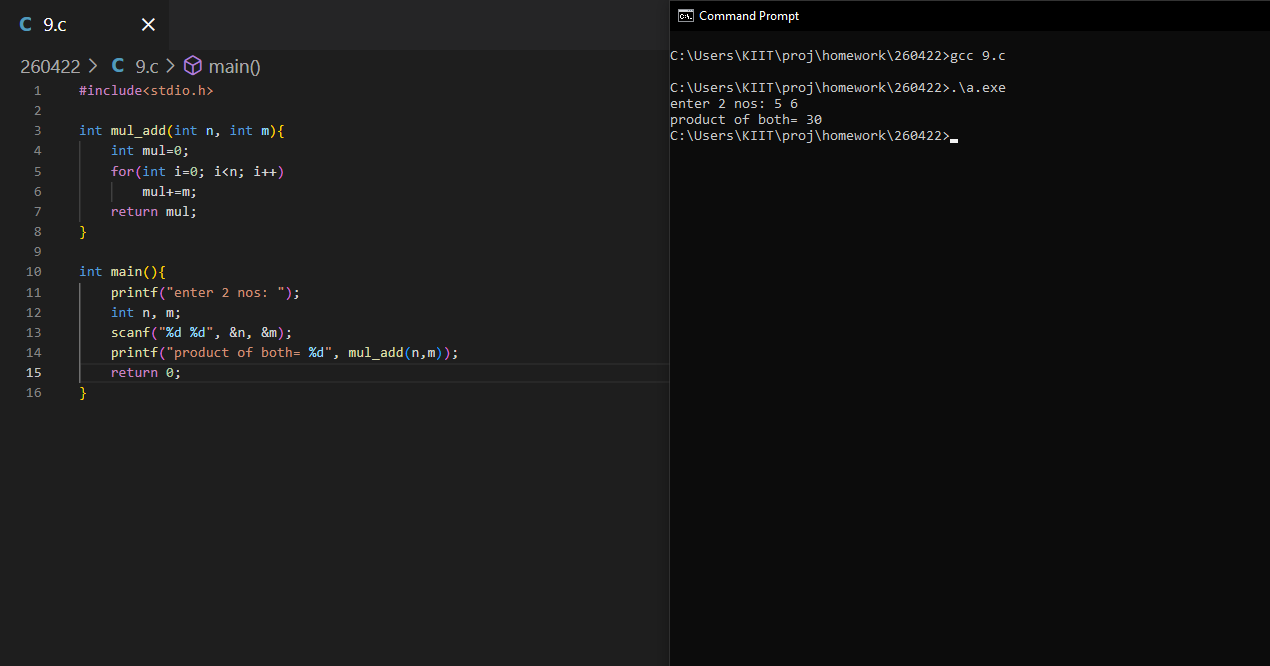 C 9.c ×
260422 > C 9.c > main()
1 #include<stdio.h>
2
3 int mul_add(int n, int m){
4     int mul=0;
5     for(int i=0; i<n; i++)
6         mul+=m;
7     return mul;
8 }
9
10 int main(){
11     printf("enter 2 nos: ");
12     int n, m;
13     scanf("%d %d", &n, &m);
14     printf("product of both= %d", mul_add(n,m));
15     return 0;
16 }
Command Prompt
C:\Users\KIIT\proj\homework\260422>gcc 9.c
C:\Users\KIIT\proj\homework\260422>.\a.exe
enter 2 nos: 5 6
product of both= 30
C:\Users\KIIT\proj\homework\260422>